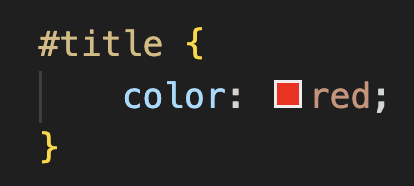 #title {
    color: red;
}